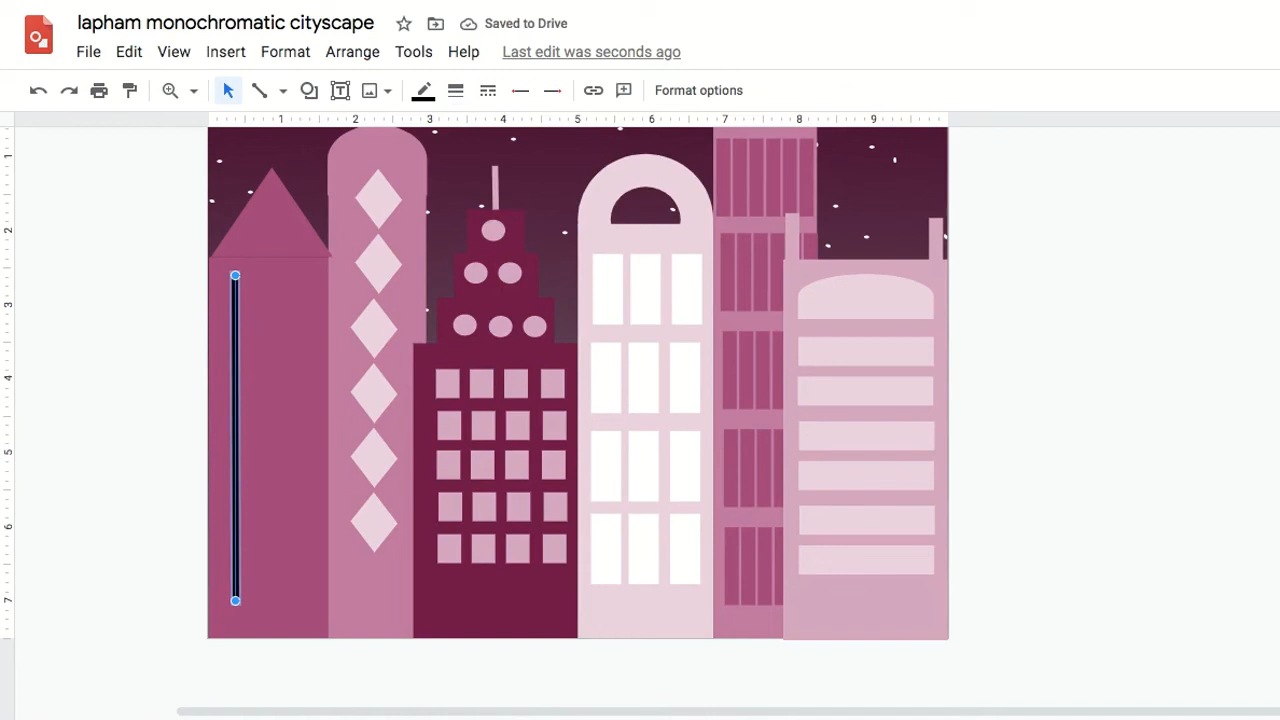 lapham monochromatic cityscape Saved to Drive
File Edit View Insert Format Arrange Tools Help Last edit was seconds ago
Format options
1 2 3 4 5 6 7 8 9
1
2
3
4
5
6
7